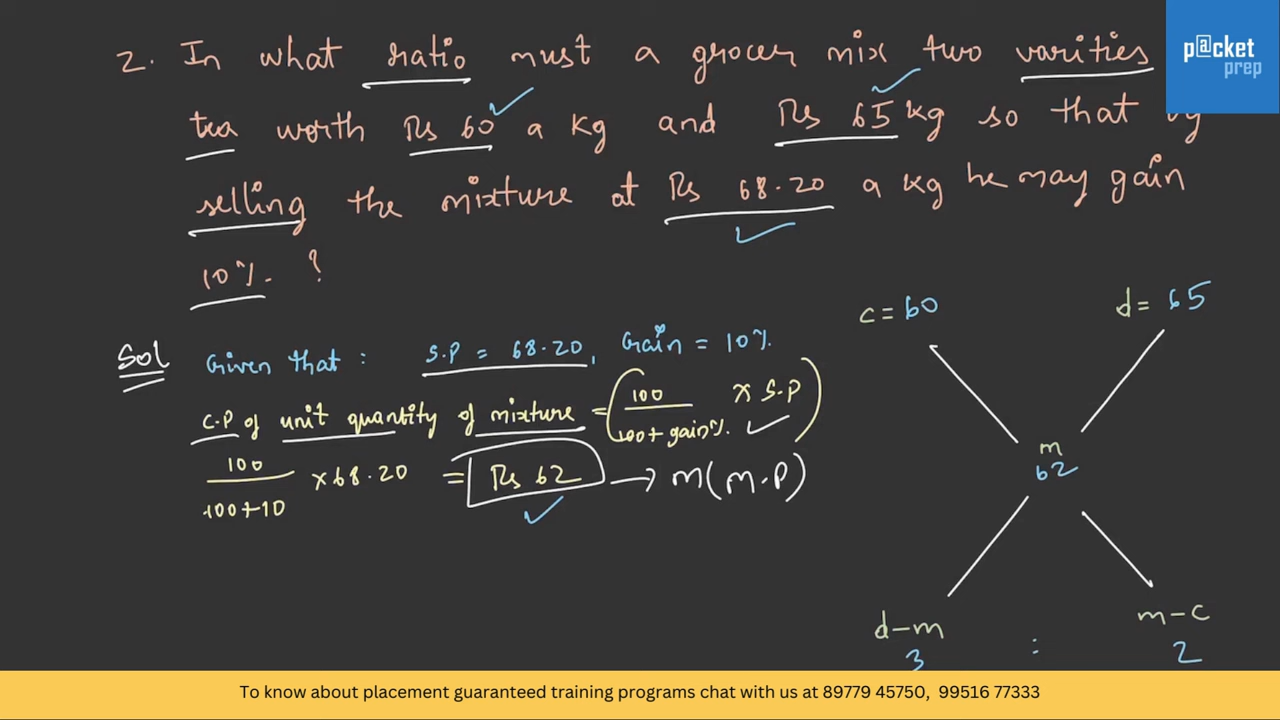 p@cket
prep
2. In what ratio must a grocer mix two varities
tea worth Rs 60 a Kg and Rs 65 kg so that by
selling the mixture at Rs 68.20 a kg he may gain
10%. ?
Sol Given that : S.P = 68.20, Gain = 10%.
C.P of unit quantity of mixture = (100 / 100 + gain% × S.P)
100 / 100+10 × 68.20 = Rs 62 → m(M.P)
c = 60 d = 65
m
62
d-m : m-c
3 2
To know about placement guaranteed training programs chat with us at 89779 45750, 99516 77333